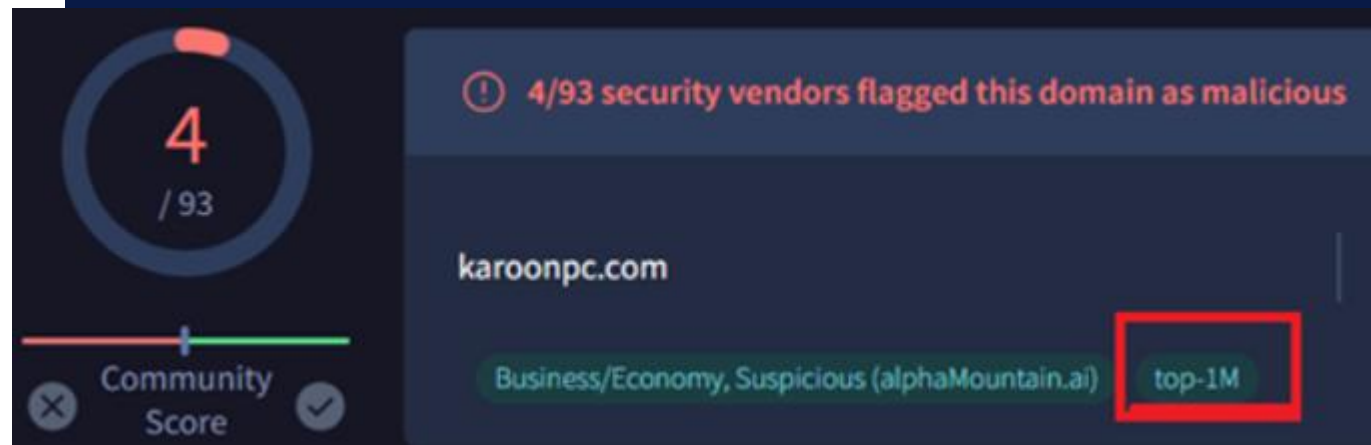 4
/ 93
Community
Score
4/93 security vendors flagged this domain as malicious
karoonpc.com
Business/Economy, Suspicious (alphaMountain.ai)
top-1M